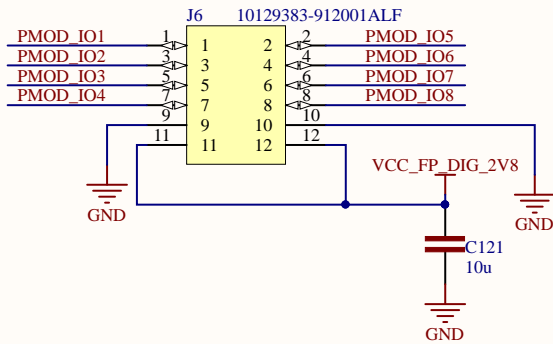 J6 10129383-912001ALF
PMOD_IO1 1 1 2 2 PMOD_IO5
PMOD_IO2 3 3 4 4 PMOD_IO6
PMOD_IO3 5 5 6 6 PMOD_IO7
PMOD_IO4 7 7 8 8 PMOD_IO8
9 9 10 10
11 11 12 12
VCC_FP_DIG_2V8
GND
GND
C121
10u
GND